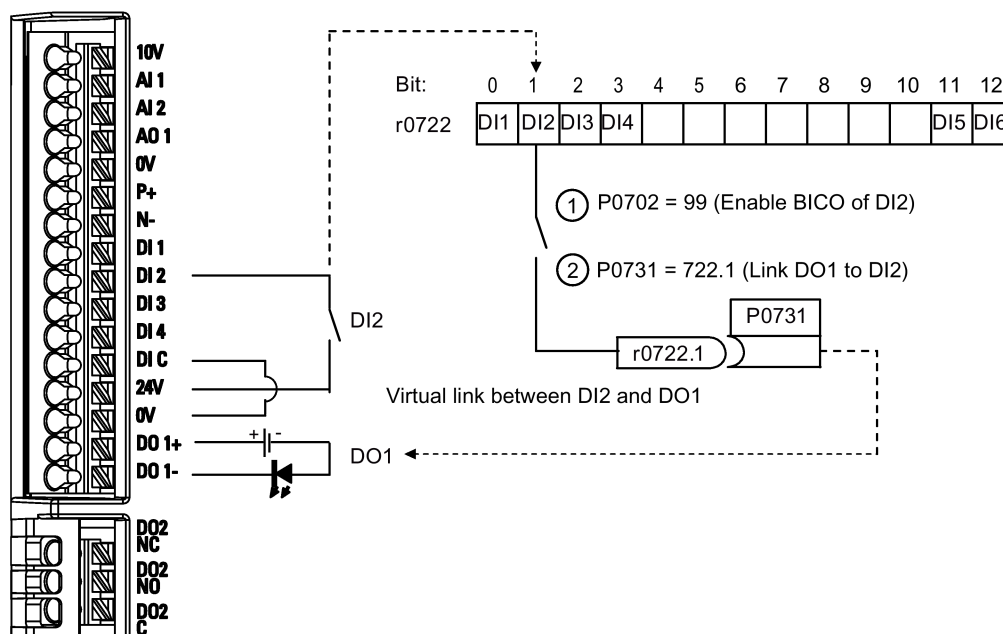 10V
AI 1
AI 2
AO 1
0V
P+
N-
DI 1
DI 2
DI 3
DI 4
DI C
24V
0V
DO 1+
DO 1-
DO2
NC
DO2
NO
DO2
C
Bit: 0 1 2 3 4 5 6 7 8 9 10 11 12
r0722 DI1 DI2 DI3 DI4 DI5 DI6
1 P0702 = 99 (Enable BICO of DI2)
2 P0731 = 722.1 (Link DO1 to DI2)
DI2
P0731
r0722.1
Virtual link between DI2 and DO1
+ -
DO1